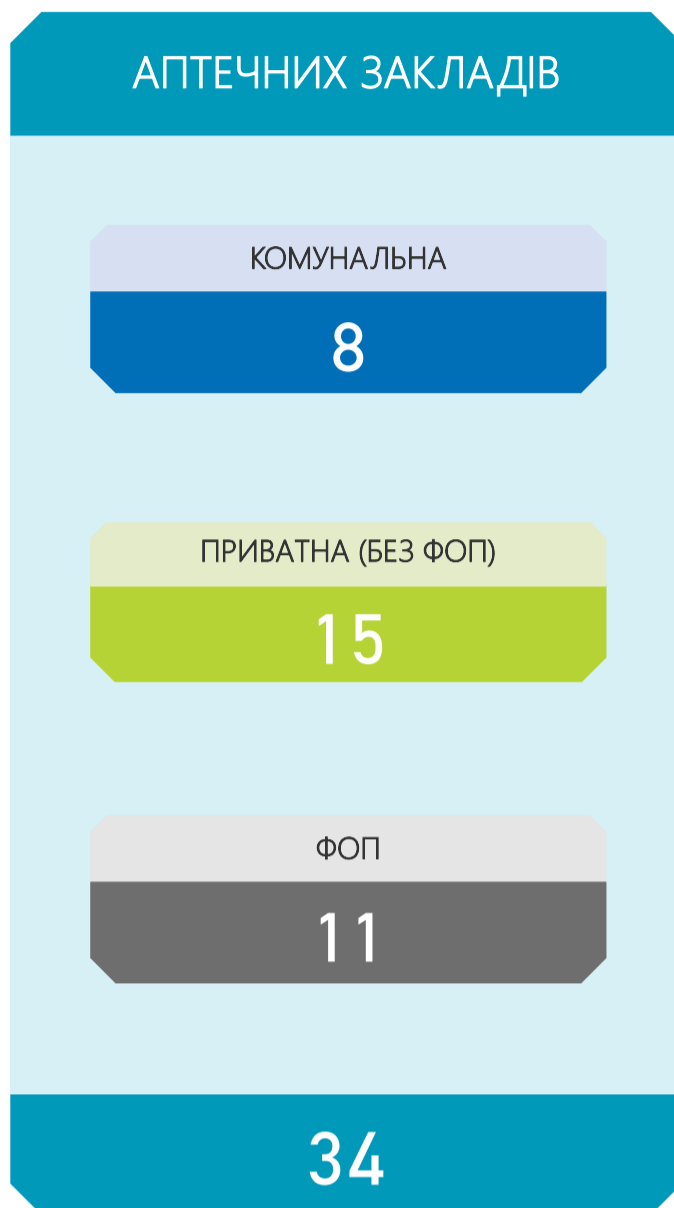 АПТЕЧНИХ ЗАКЛАДІВ
КОМУНАЛЬНА
8
ПРИВАТНА (БЕЗ ФОП)
15
ФОП
11
34